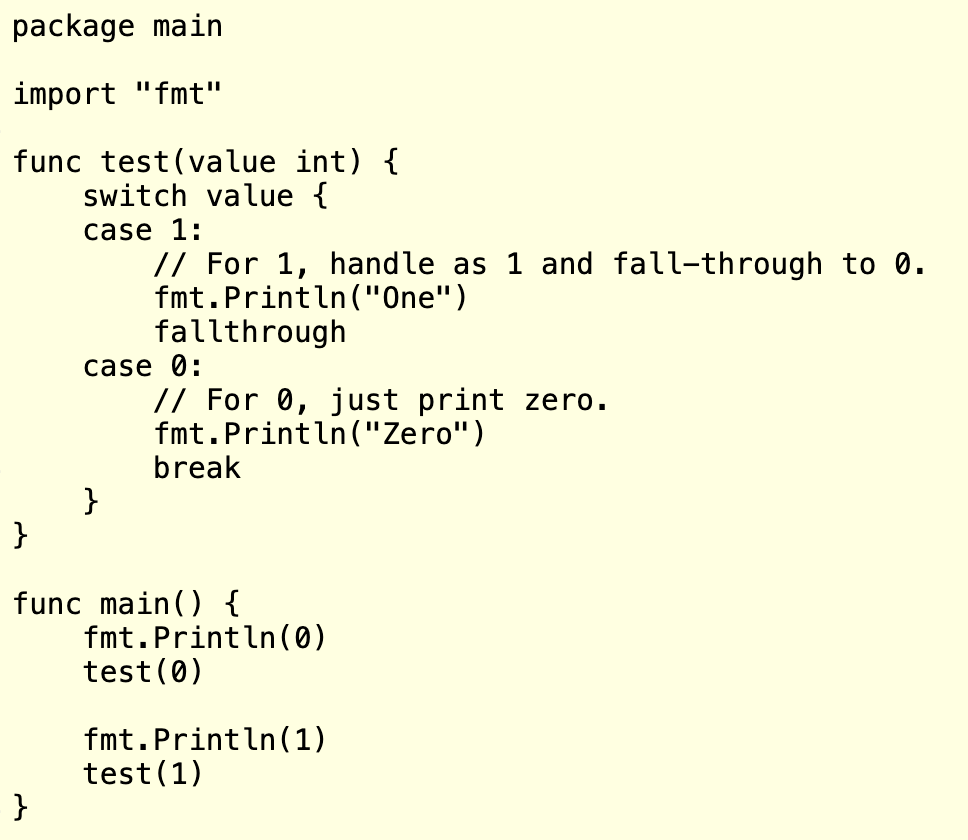 package main
import "fmt"
func test(value int) {
    switch value {
    case 1:
        // For 1, handle as 1 and fall-through to 0.
        fmt.Println("One")
        fallthrough
    case 0:
        // For 0, just print zero.
        fmt.Println("Zero")
        break
    }
}
func main() {
    fmt.Println(0)
    test(0)
    fmt.Println(1)
    test(1)
}